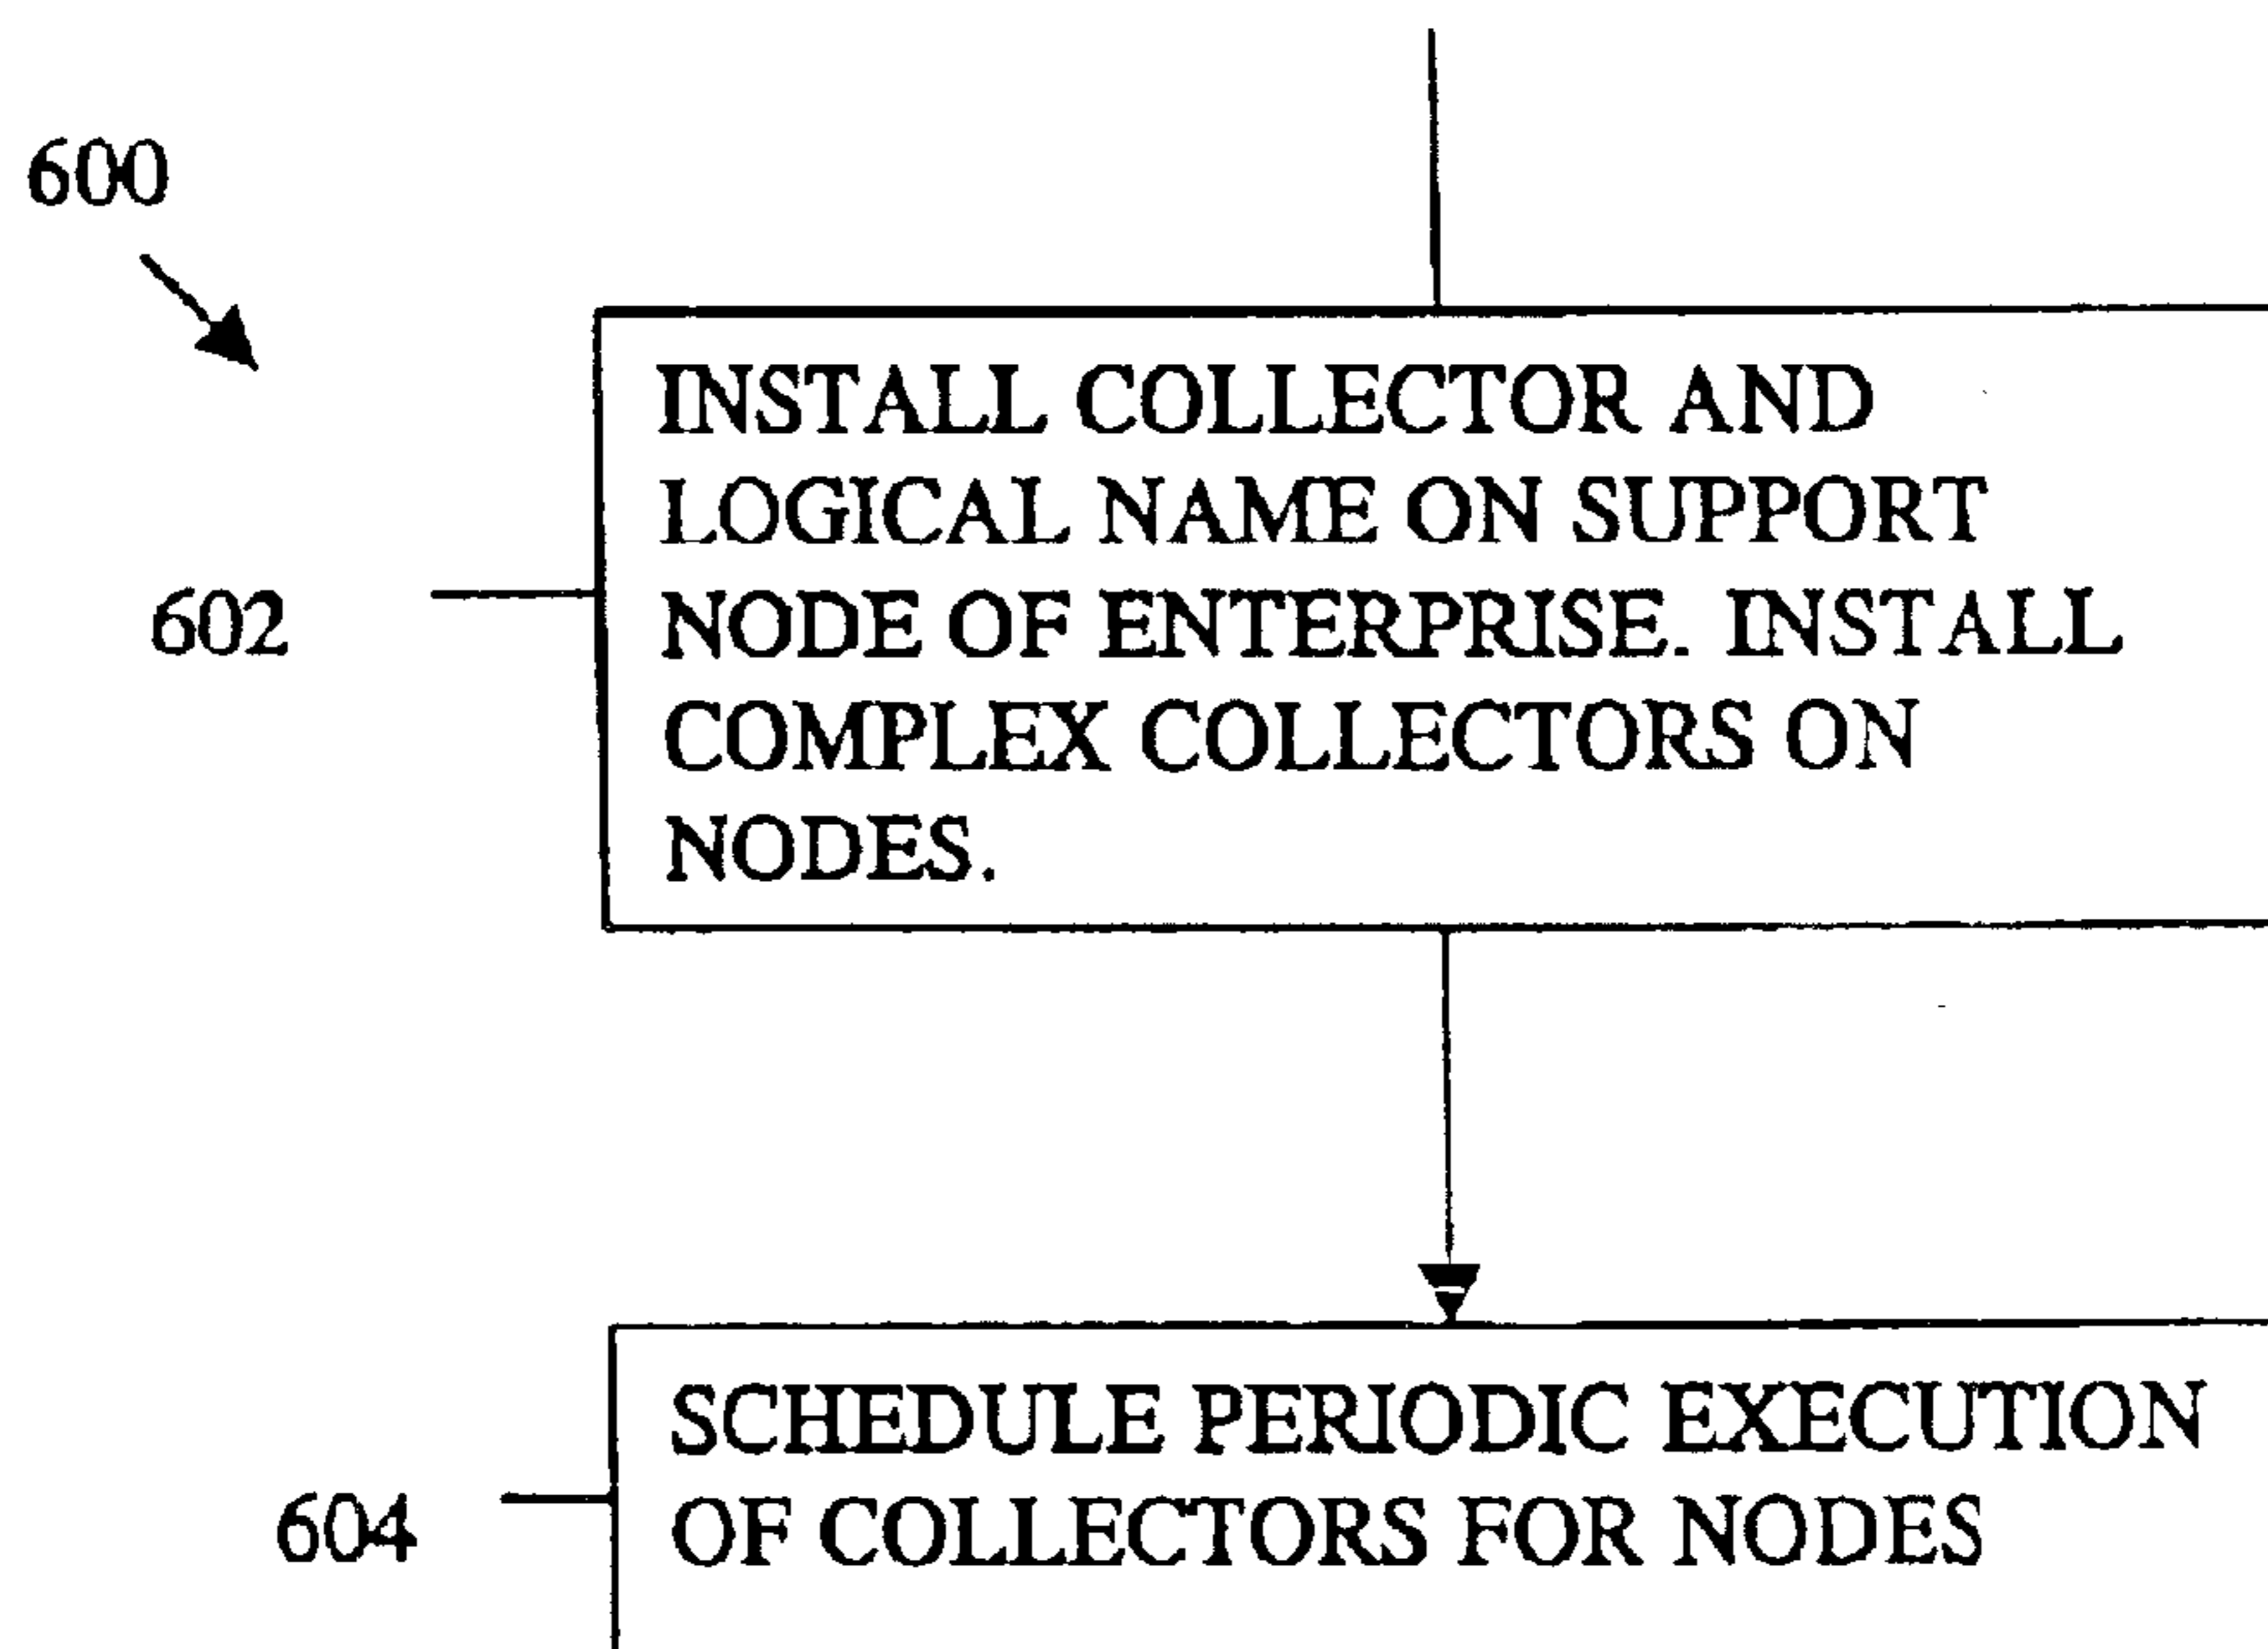 600
INSTALL COLLECTOR AND
LOGICAL NAME ON SUPPORT
NODE OF ENTERPRISE. INSTALL
COMPLEX COLLECTORS ON
NODES.
602
SCHEDULE PERIODIC EXECUTION
OF COLLECTORS FOR NODES
604